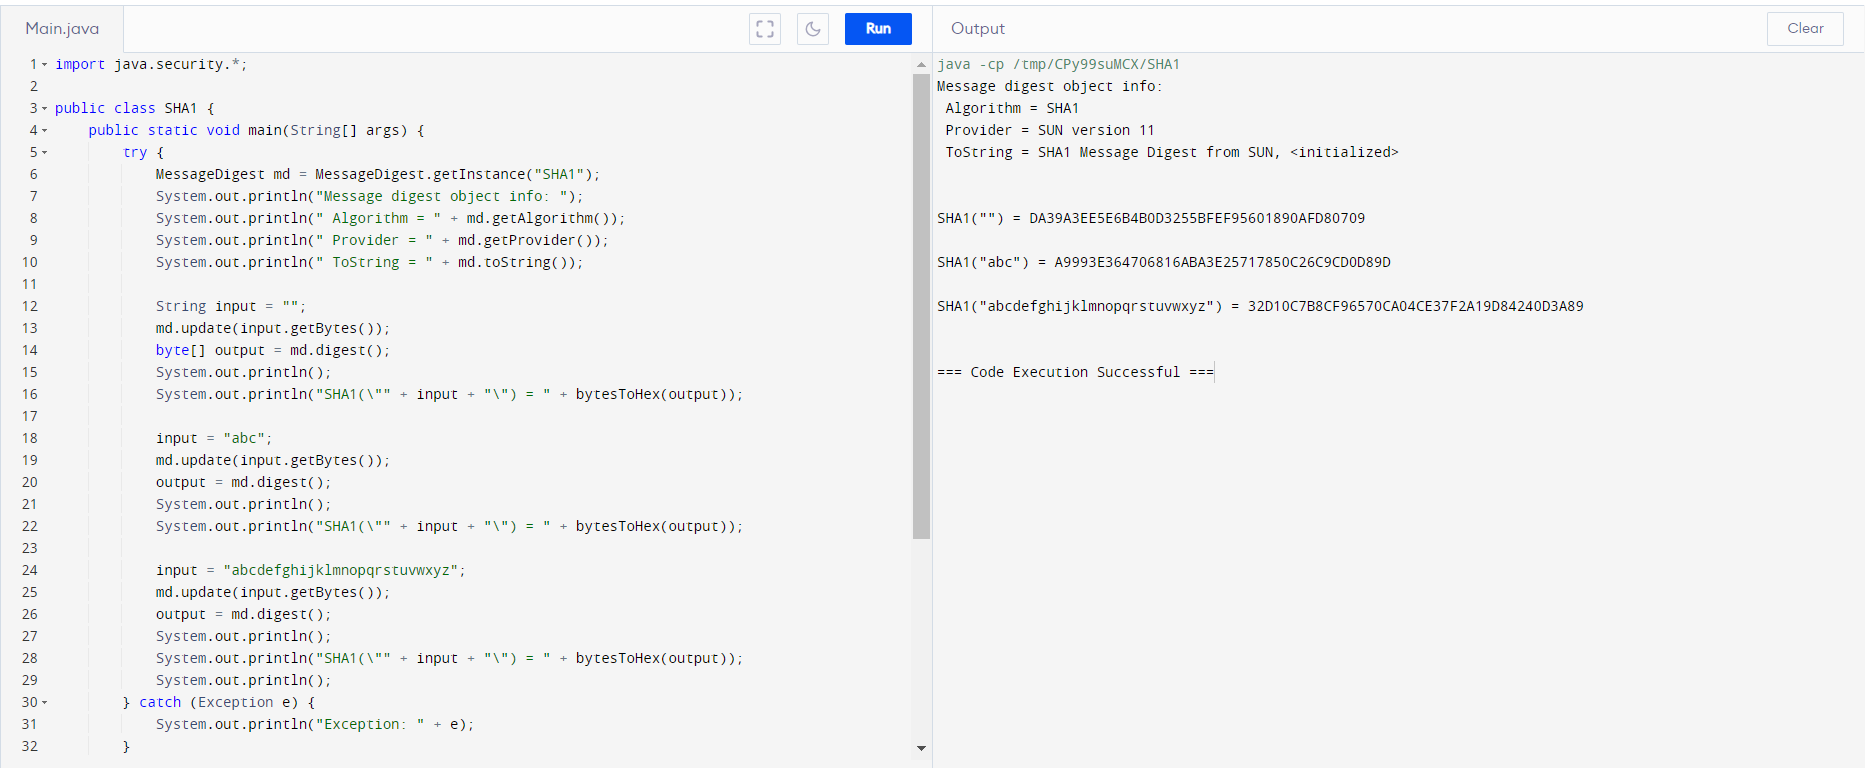 Main.java
Run
1 import java.security.*;
2
3 public class SHA1 {
4     public static void main(String[] args) {
5         try {
6             MessageDigest md = MessageDigest.getInstance("SHA1");
7             System.out.println("Message digest object info: ");
8             System.out.println(" Algorithm = " + md.getAlgorithm());
9             System.out.println(" Provider = " + md.getProvider());
10             System.out.println(" ToString = " + md.toString());
11
12             String input = "";
13             md.update(input.getBytes());
14             byte[] output = md.digest();
15             System.out.println();
16             System.out.println("SHA1(\"" + input + "\") = " + bytesToHex(output));
17
18             input = "abc";
19             md.update(input.getBytes());
20             output = md.digest();
21             System.out.println();
22             System.out.println("SHA1(\"" + input + "\") = " + bytesToHex(output));
23
24             input = "abcdefghijklmnopqrstuvwxyz";
25             md.update(input.getBytes());
26             output = md.digest();
27             System.out.println();
28             System.out.println("SHA1(\"" + input + "\") = " + bytesToHex(output));
29             System.out.println();
30         } catch (Exception e) {
31             System.out.println("Exception: " + e);
32         }
Output
Clear
java -cp /tmp/CPy99suMCX/SHA1
Message digest object info:
 Algorithm = SHA1
 Provider = SUN version 11
 ToString = SHA1 Message Digest from SUN, <initialized>
SHA1("") = DA39A3EE5E6B4B0D3255BFEF95601890AFD80709
SHA1("abc") = A9993E364706816ABA3E25717850C26C9CD0D89D
SHA1("abcdefghijklmnopqrstuvwxyz") = 32D10C7B8CF96570CA04CE37F2A19D84240D3A89
=== Code Execution Successful ===